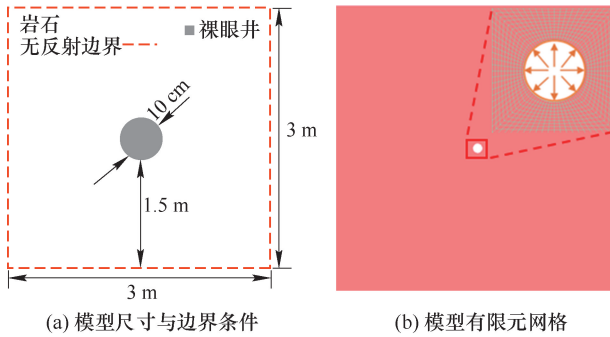 岩石
无反射边界
裸眼井
10 cm
3 m
1.5 m
3 m
(a) 模型尺寸与边界条件
(b) 模型有限元网格